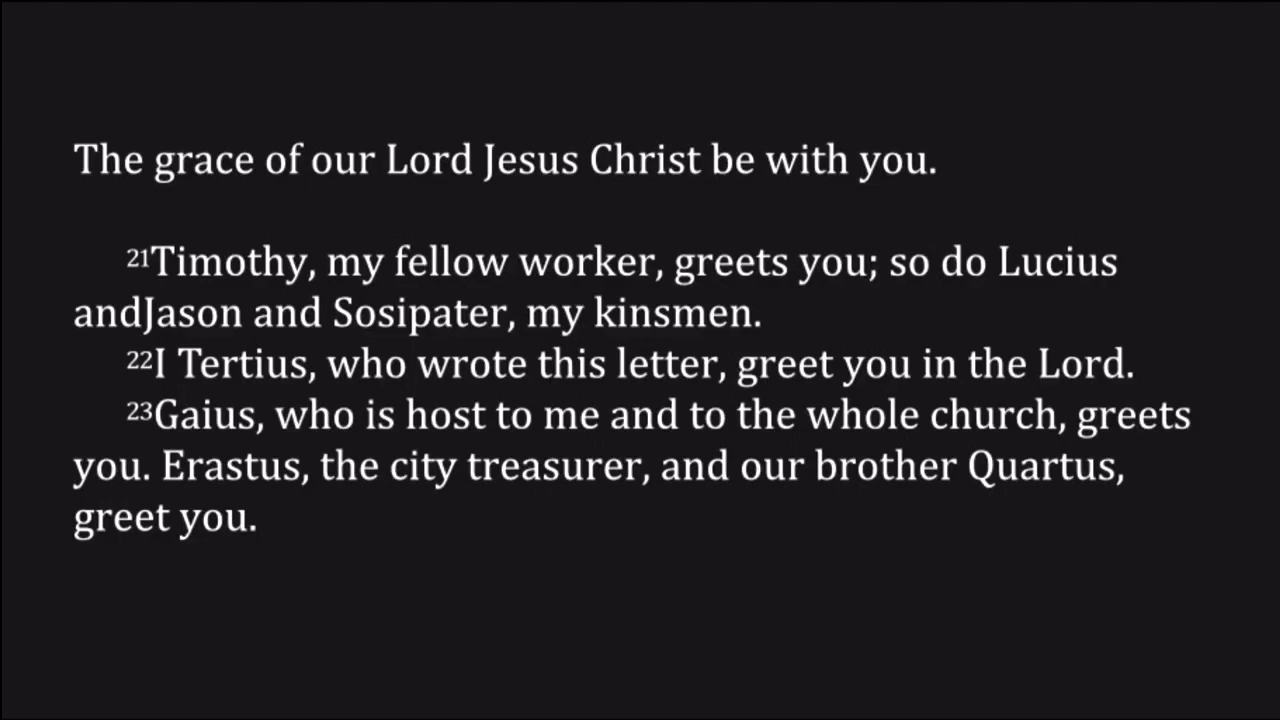 The grace of our Lord Jesus Christ be with you.
21Timothy, my fellow worker, greets you; so do Lucius
andJason and Sosipater, my kinsmen.
22I Tertius, who wrote this letter, greet you in the Lord.
23Gaius, who is host to me and to the whole church, greets
you. Erastus, the city treasurer, and our brother Quartus,
greet you.